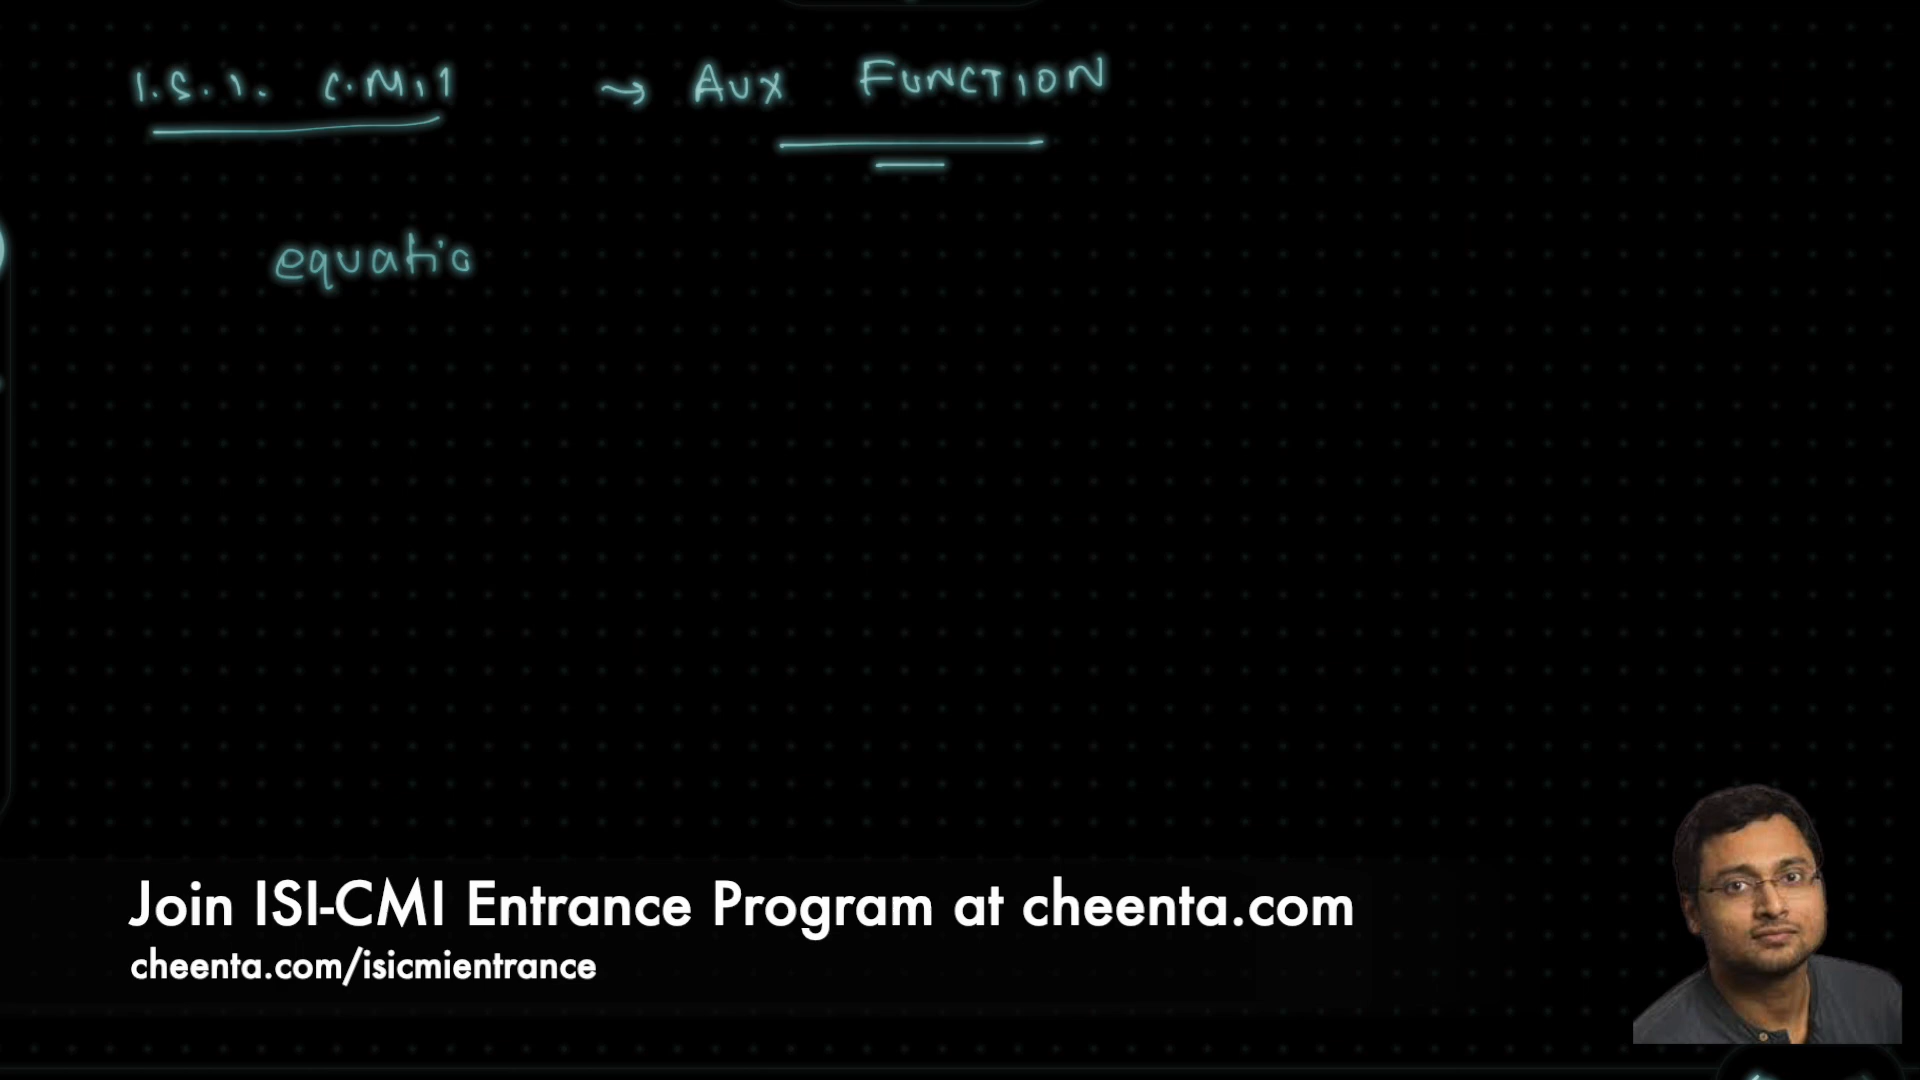 I.S.I. C.M.I → AUX FUNCTION
equatio
Join ISI-CMI Entrance Program at cheenta.com
cheenta.com/isicmientrance